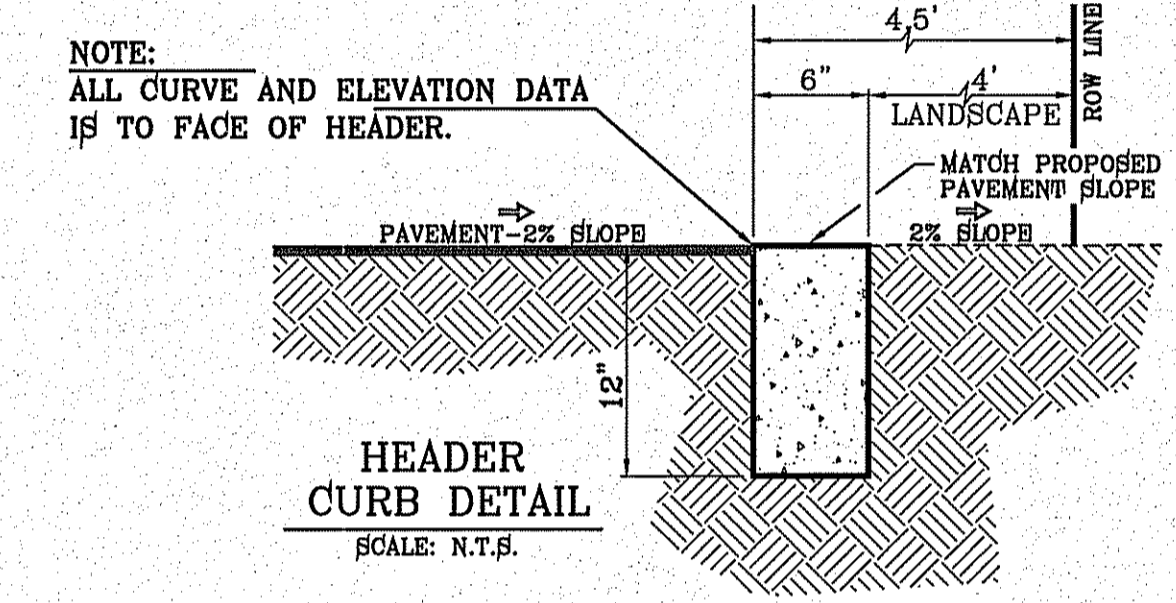 NOTE:
ALL CURVE AND ELEVATION DATA
IS TO FACE OF HEADER.
4.5'
6"
4'
LANDSCAPE
ROW LINE
MATCH PROPOSED
PAVEMENT SLOPE
PAVEMENT-2% SLOPE
2% SLOPE
12"
HEADER
CURB DETAIL
SCALE: N.T.S.